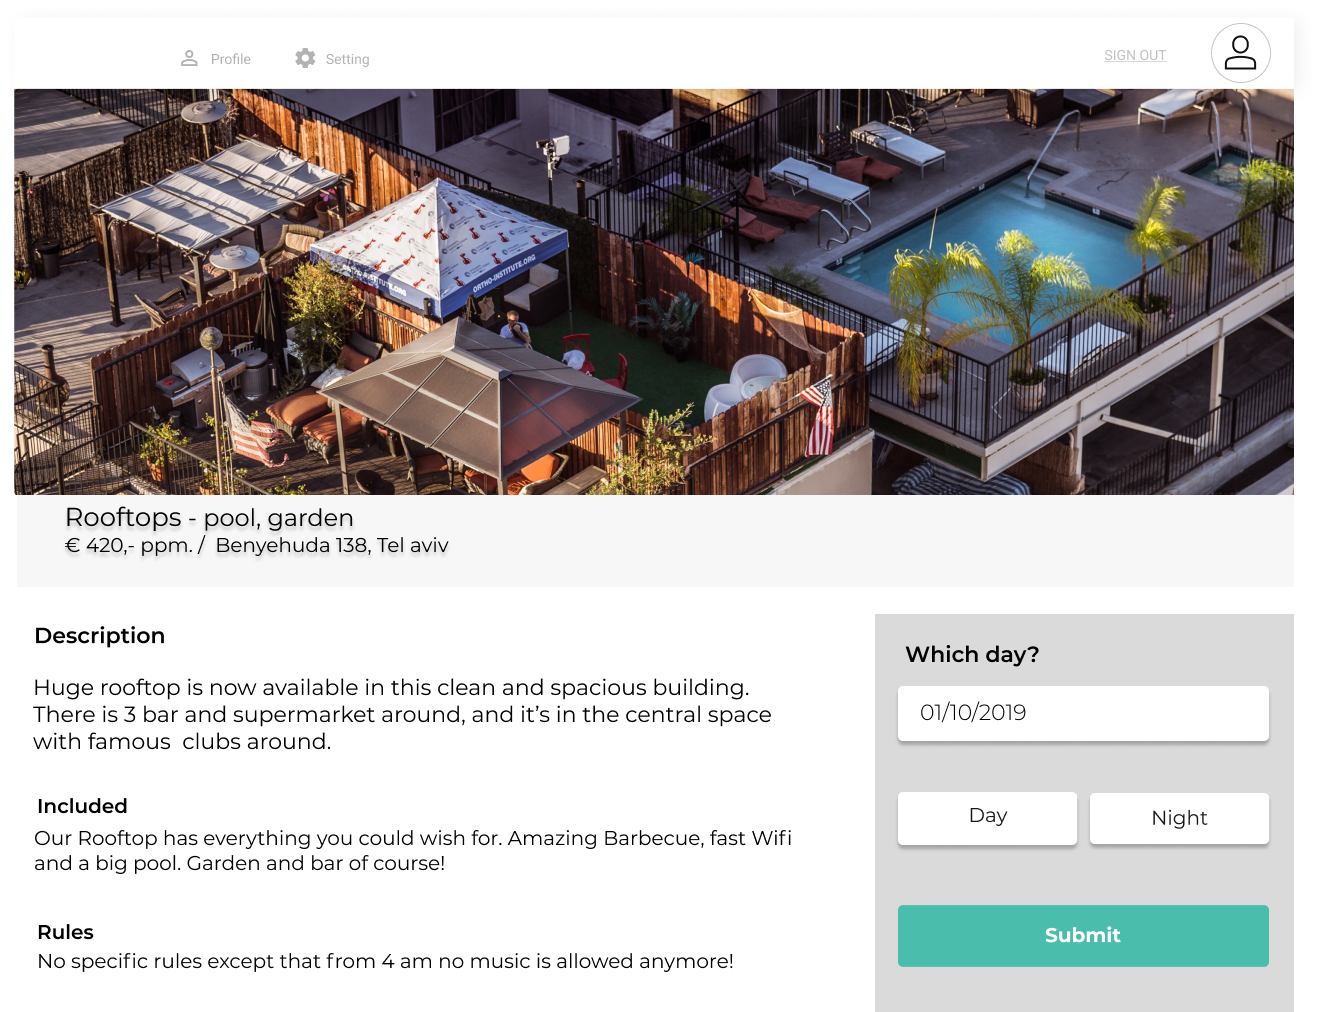 Profile
Setting
SIGN OUT
ORTHO-INSTITUTE.ORG
Rooftops - pool, garden
€ 420,- ppm. / Benyehuda 138, Tel aviv
Description
Huge rooftop is now available in this clean and spacious building.
There is 3 bar and supermarket around, and it’s in the central space
with famous  clubs around.
Included
Our Rooftop has everything you could wish for. Amazing Barbecue, fast Wifi
and a big pool. Garden and bar of course!
Rules
No specific rules except that from 4 am no music is allowed anymore!
Which day?
01/10/2019
Day
Night
Submit